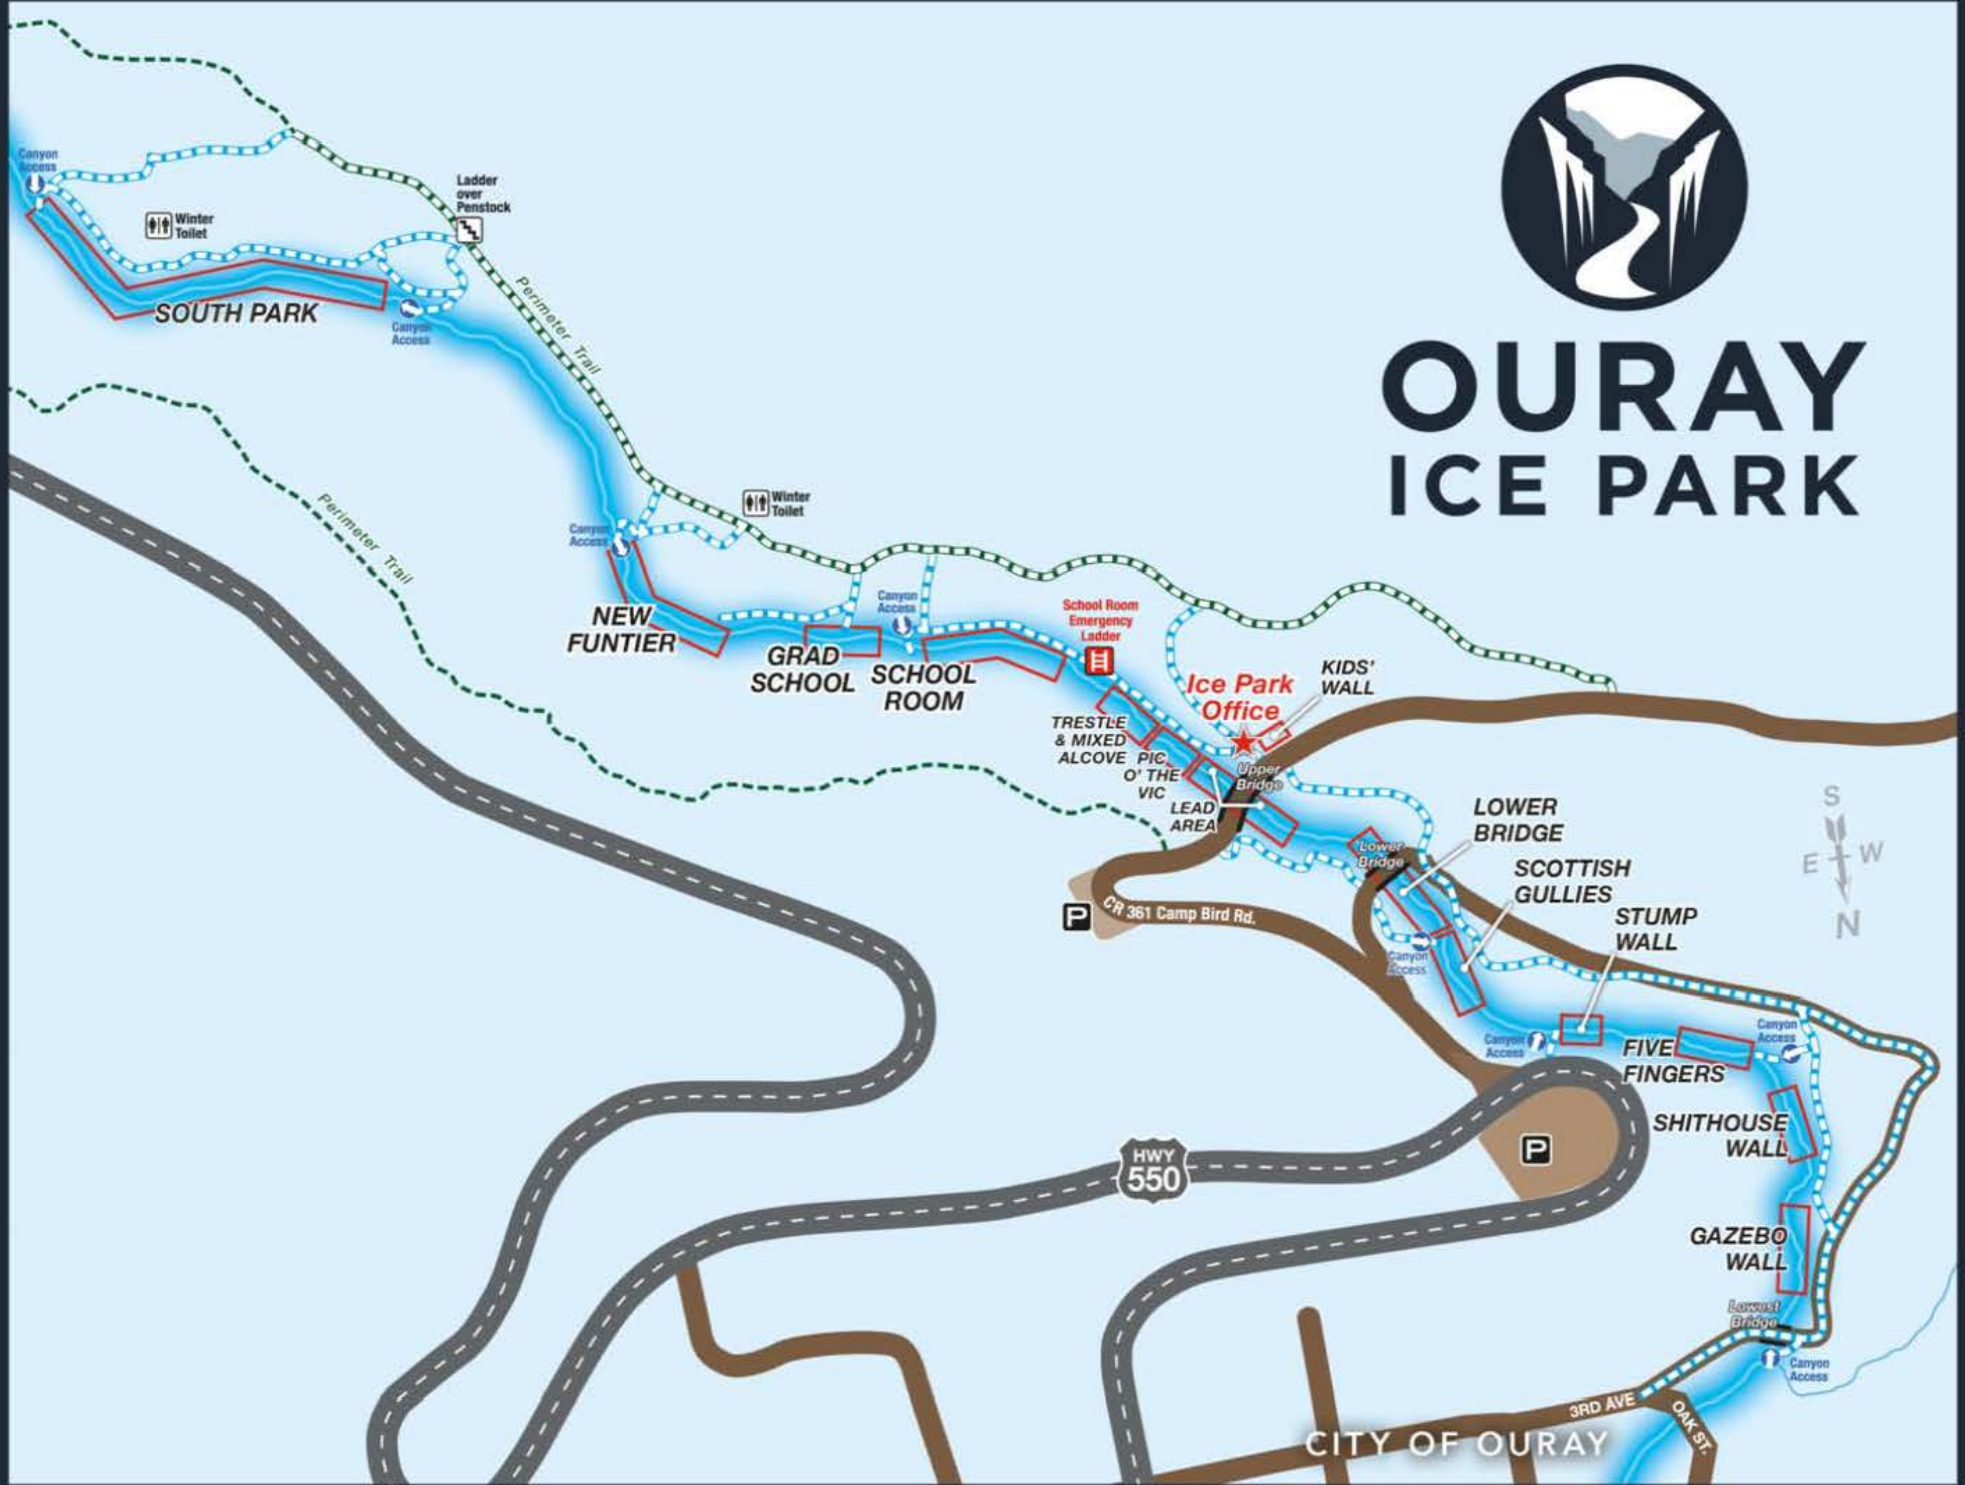 OURAY
ICE PARK
Canyon
Access
Winter
Toilet
Ladder
over
Penstock
SOUTH PARK
Canyon
Access
Perimeter Trail
Perimeter Trail
Winter
Toilet
Canyon
Access
NEW
FUNTIER
GRAD
SCHOOL
Canyon
Access
SCHOOL
ROOM
School Room
Emergency
Ladder
Ice Park
Office
KIDS'
WALL
TRESTLE
& MIXED
ALCOVE
PIC
O' THE
VIC
LEAD
AREA
Upper
Bridge
Lower
Bridge
LOWER
BRIDGE
SCOTTISH
GULLIES
STUMP
WALL
S
E W
N
P
CR 361 Camp Bird Rd.
Canyon
Access
Canyon
Access
FIVE
FINGERS
Canyon
Access
SHITHOUSE
WALL
P
HWY
550
GAZEBO
WALL
Lowest
Bridge
Canyon
Access
3RD AVE
OAK ST.
CITY OF OURAY